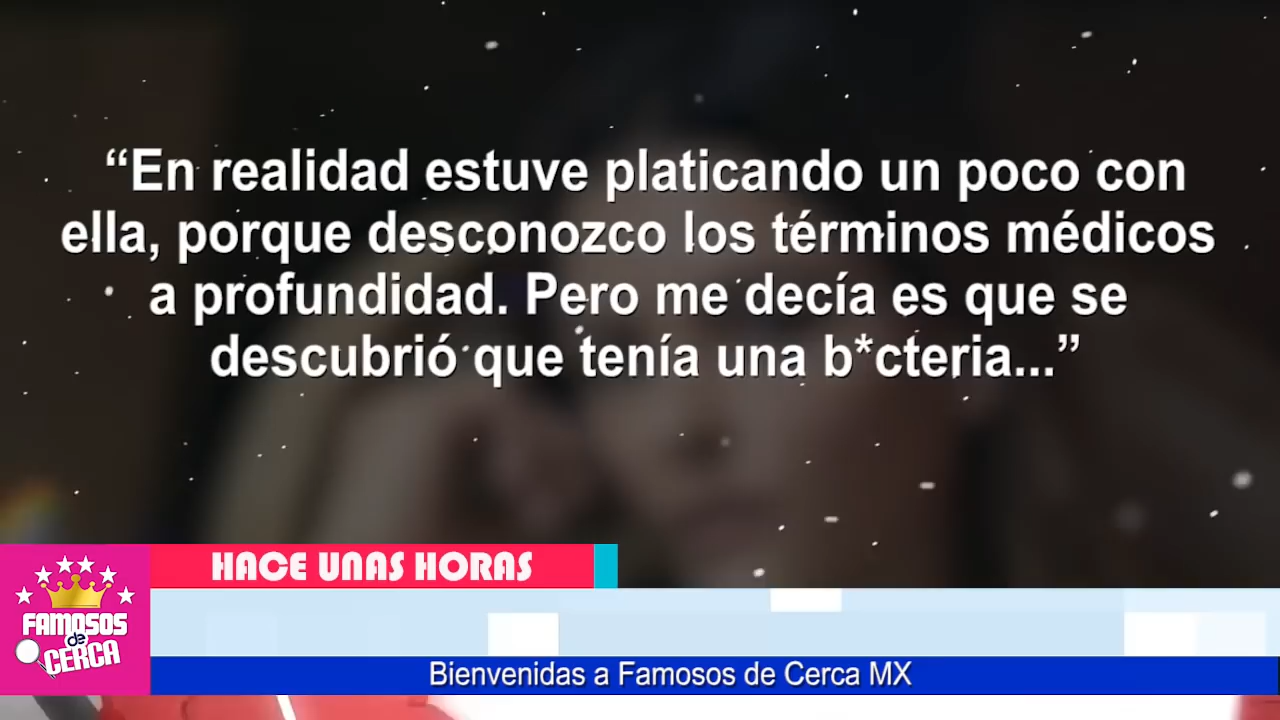 “En realidad estuve platicando un poco con
ella, porque desconozco los términos médicos
a profundidad. Pero me decía es que se
descubrió que tenía una b*cteria...”
HACE UNAS HORAS
FAMOSOS
de
CERCA
Bienvenidas a Famosos de Cerca MX